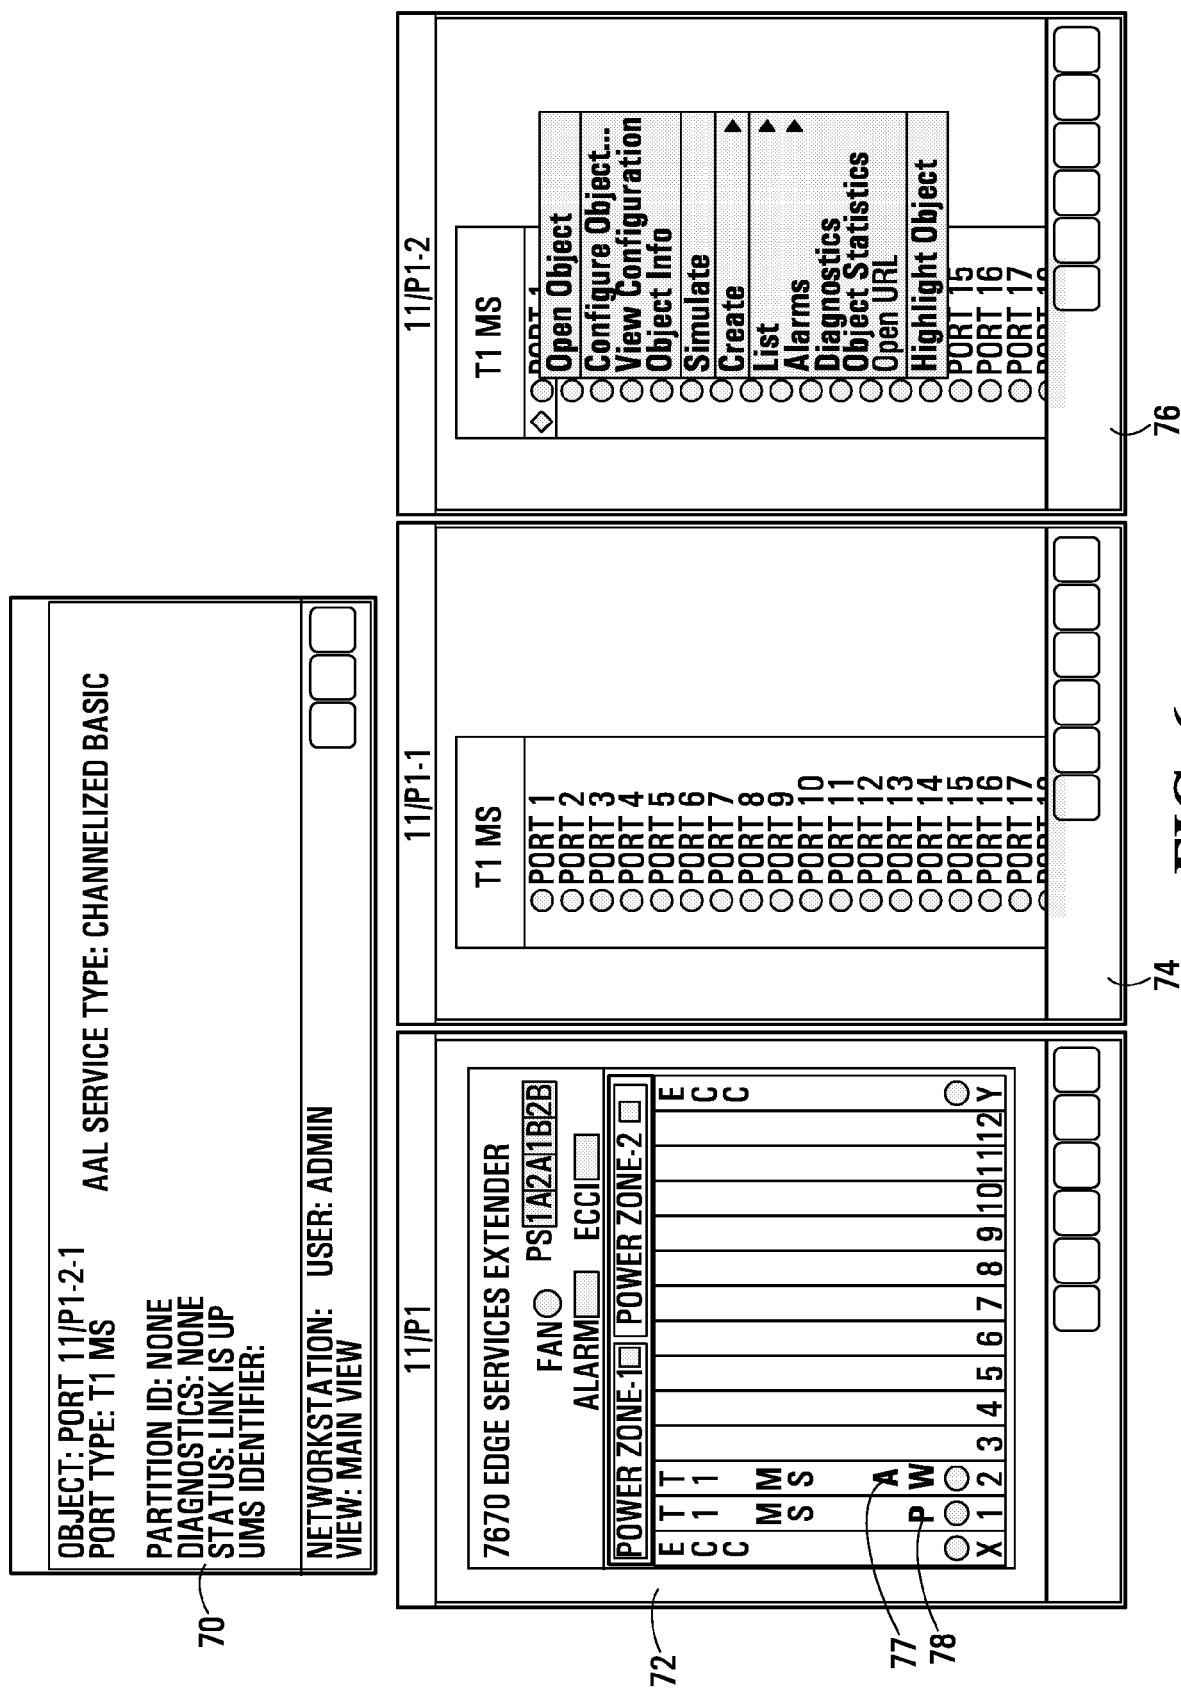 OBJECT: PORT 11/P1-2-1
PORT TYPE: T1 MS
AAL SERVICE TYPE: CHANNELIZED BASIC
PARTITION ID: NONE
DIAGNOSTICS: NONE
STATUS: LINK IS UP
UMS IDENTIFIER:
NETWORKSTATION: USER: ADMIN
VIEW: MAIN VIEW
70
11/P1
7670 EDGE SERVICES EXTENDER
FAN PS 1A 2A 1B 2B
ALARM ECCI
POWER ZONE-1 POWER ZONE-2
E T T E
C 1 1 C
C C
M M
S S
A
P W
X 1 2 3 4 5 6 7 8 9 10 11 12 Y
72
77
78
11/P1-1
T1 MS
PORT 1
PORT 2
PORT 3
PORT 4
PORT 5
PORT 6
PORT 7
PORT 8
PORT 9
PORT 10
PORT 11
PORT 12
PORT 13
PORT 14
PORT 15
PORT 16
PORT 17
74
11/P1-2
T1 MS
PORT 1
Open Object
Configure Object...
View Configuration
Object Info
Simulate
Create
List
Alarms
Diagnostics
Object Statistics
Open URL
Highlight Object
PORT 15
PORT 16
PORT 17
76